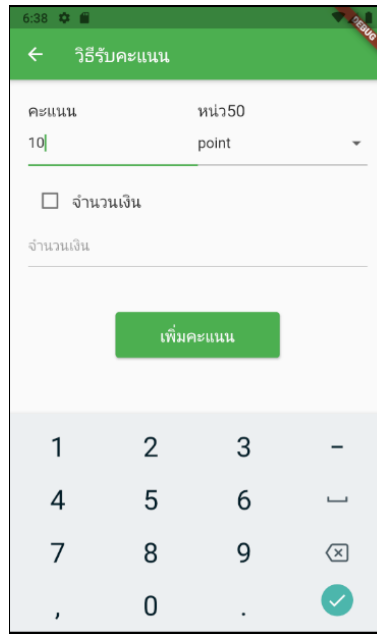 6:38
DEBUG
วิธีรับคะแนน
คะแนน หน่ว50
10 point
จำนวนเงิน
จำนวนเงิน
เพิ่มคะแนน
1 2 3 -
4 5 6
7 8 9
, 0 .